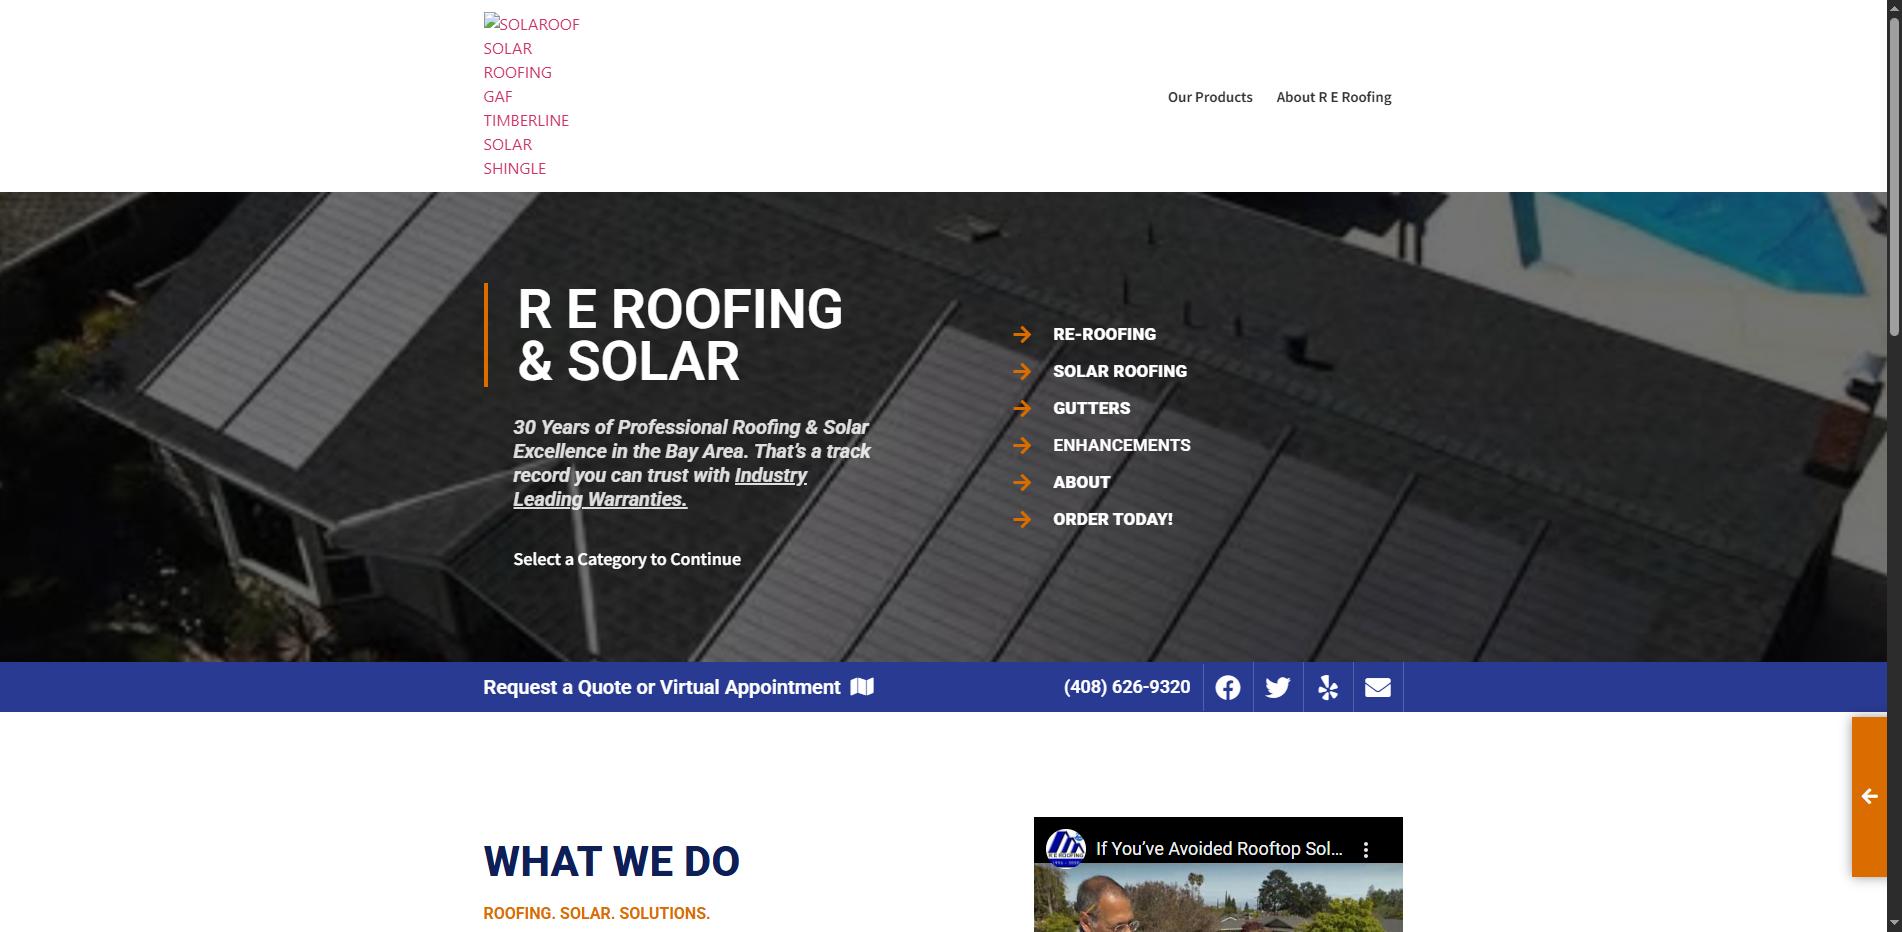 SOLAROOF
SOLAR
ROOFING
GAF
TIMBERLINE
SOLAR
SHINGLE
Our Products
About R E Roofing
R E ROOFING
& SOLAR
30 Years of Professional Roofing & Solar
Excellence in the Bay Area. That’s a track
record you can trust with Industry
Leading Warranties.
Select a Category to Continue
RE-ROOFING
SOLAR ROOFING
GUTTERS
ENHANCEMENTS
ABOUT
ORDER TODAY!
Request a Quote or Virtual Appointment
(408) 626-9320
WHAT WE DO
ROOFING. SOLAR. SOLUTIONS.
R E ROOFING
If You’ve Avoided Rooftop Sol...